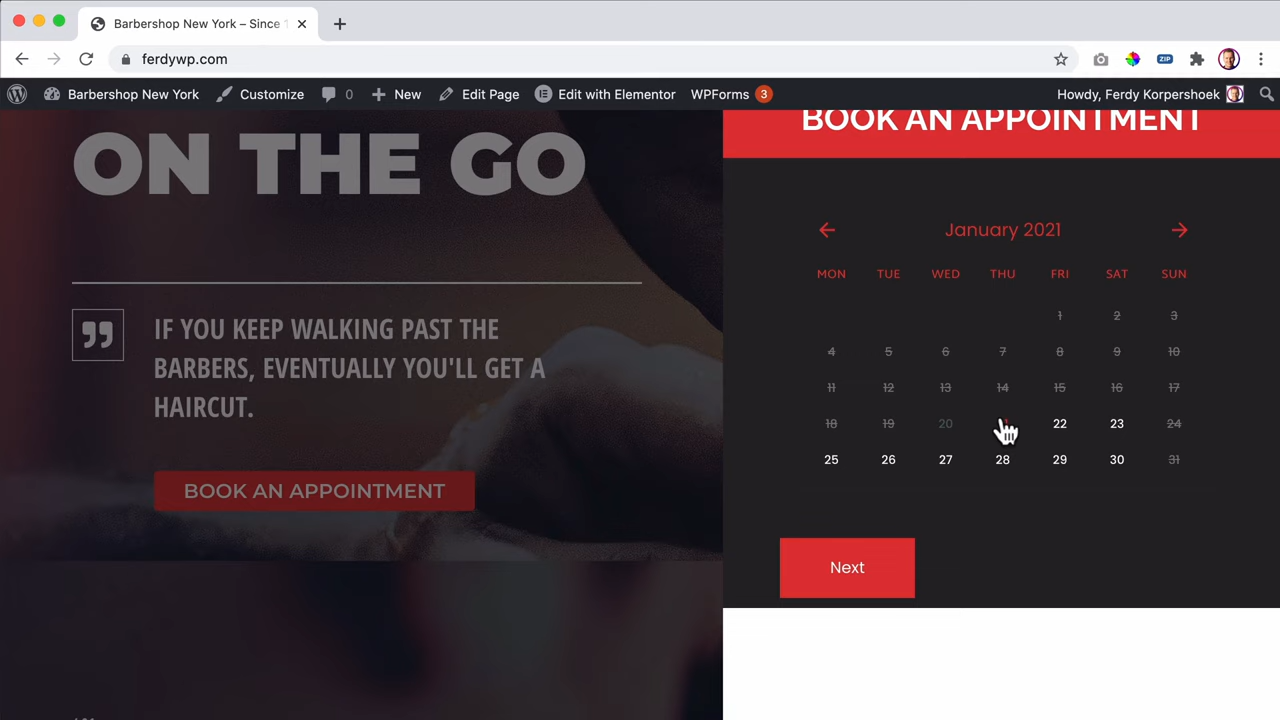 Barbershop New York – Since 1
ferdywp.com
Barbershop New York
Customize
0
New
Edit Page
Edit with Elementor
WPForms 3
Howdy, Ferdy Korpershoek
ZIP
ON THE GO
IF YOU KEEP WALKING PAST THE
BARBERS, EVENTUALLY YOU'LL GET A
HAIRCUT.
BOOK AN APPOINTMENT
BOOK AN APPOINTMENT
January 2021
MON TUE WED THU FRI SAT SUN
1 2 3
4 5 6 7 8 9 10
11 12 13 14 15 16 17
18 19 20 22 23 24
25 26 27 28 29 30 31
Next